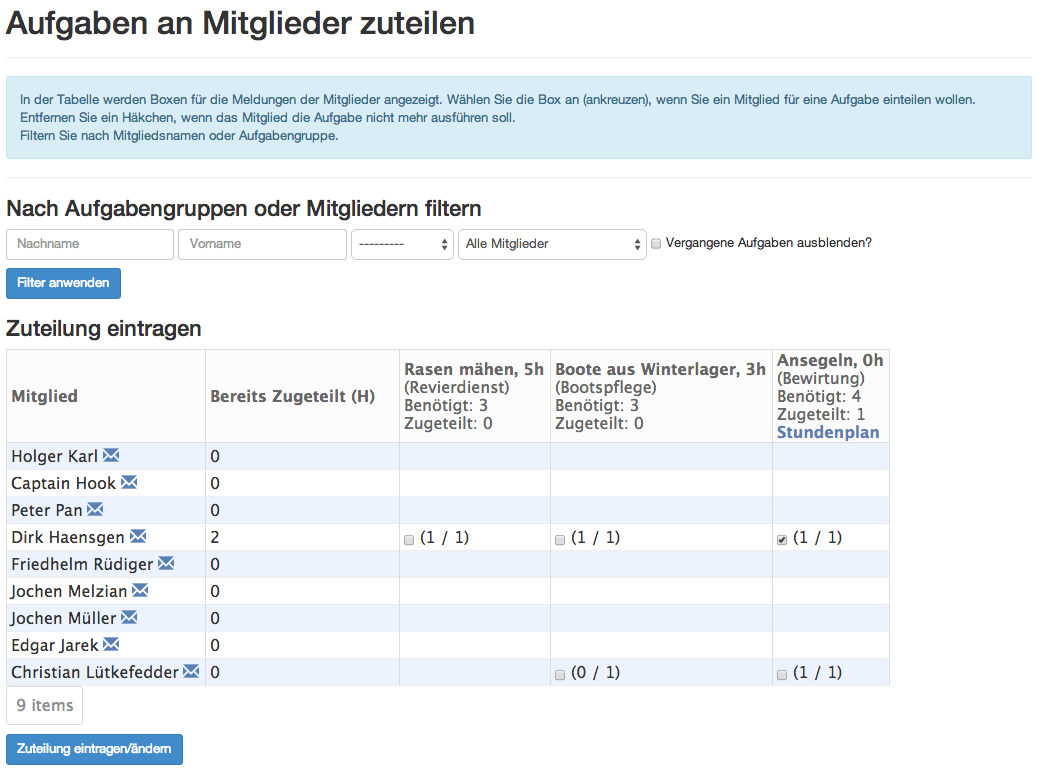 Aufgaben an Mitglieder zuteilen
In der Tabelle werden Boxen für die Meldungen der Mitglieder angezeigt. Wählen Sie die Box an (ankreuzen), wenn Sie ein Mitglied für eine Aufgabe einteilen wollen.
Entfernen Sie ein Häkchen, wenn das Mitglied die Aufgabe nicht mehr ausführen soll.
Filtern Sie nach Mitgliedsnamen oder Aufgabengruppe.
Nach Aufgabengruppen oder Mitgliedern filtern
Nachname Vorname --------- Alle Mitglieder Vergangene Aufgaben ausblenden?
Filter anwenden
Zuteilung eintragen
Mitglied
Bereits Zugeteilt (H)
Rasen mähen, 5h
(Revierdienst)
Benötigt: 3
Zugeteilt: 0
Boote aus Winterlager, 3h
(Bootspflege)
Benötigt: 3
Zugeteilt: 0
Ansegeln, 0h
(Bewirtung)
Benötigt: 4
Zugeteilt: 1
Stundenplan
Holger Karl 0
Captain Hook 0
Peter Pan 0
Dirk Haensgen 2 (1 / 1) (1 / 1) (1 / 1)
Friedhelm Rüdiger 0
Jochen Melzian 0
Jochen Müller 0
Edgar Jarek 0
Christian Lütkefedder 0 (0 / 1) (1 / 1)
9 items
Zuteilung eintragen/ändern